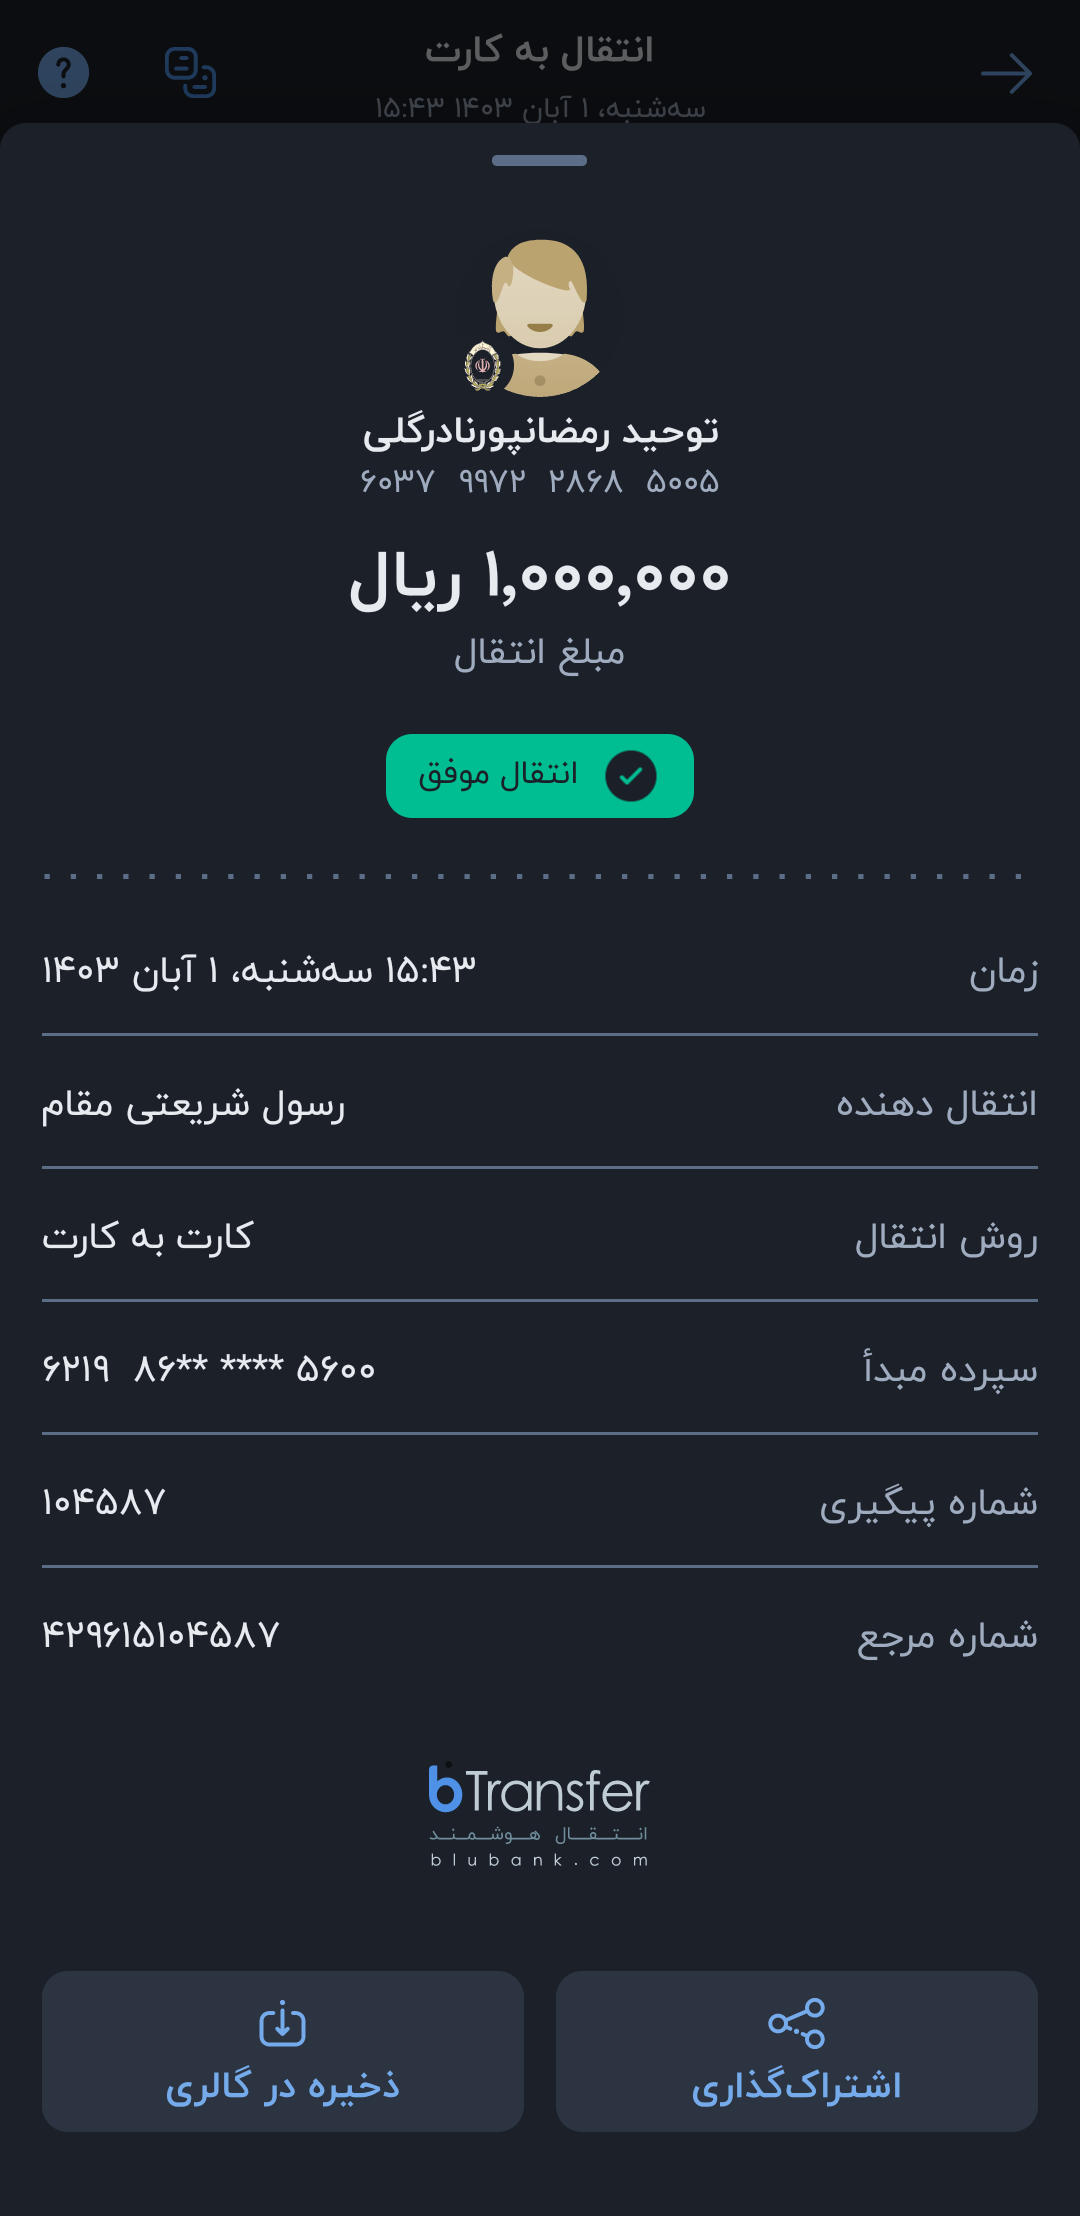 انتقال به کارت
سه‌شنبه، ۱ آبان ۱۴۰۳ ۱۵:۴۳
توحید رمضانپورنادرگلی
۶۰۳۷ ۹۹۷۲ ۲۸۶۸ ۵۰۰۵
۱,۰۰۰,۰۰۰ ریال
مبلغ انتقال
انتقال موفق
زمان
۱۵:۴۳ سه‌شنبه، ۱ آبان ۱۴۰۳
انتقال دهنده
رسول شریعتی مقام
روش انتقال
کارت به کارت
سپرده مبدأ
۶۲۱۹ ۸۶** **** ۵۶۰۰
شماره پیگیری
۱۰۴۵۸۷
شماره مرجع
۴۲۹۶۱۵۱۰۴۵۸۷
bTransfer
انتقال هوشمند
blubank.com
اشتراک‌گذاری
ذخیره در گالری